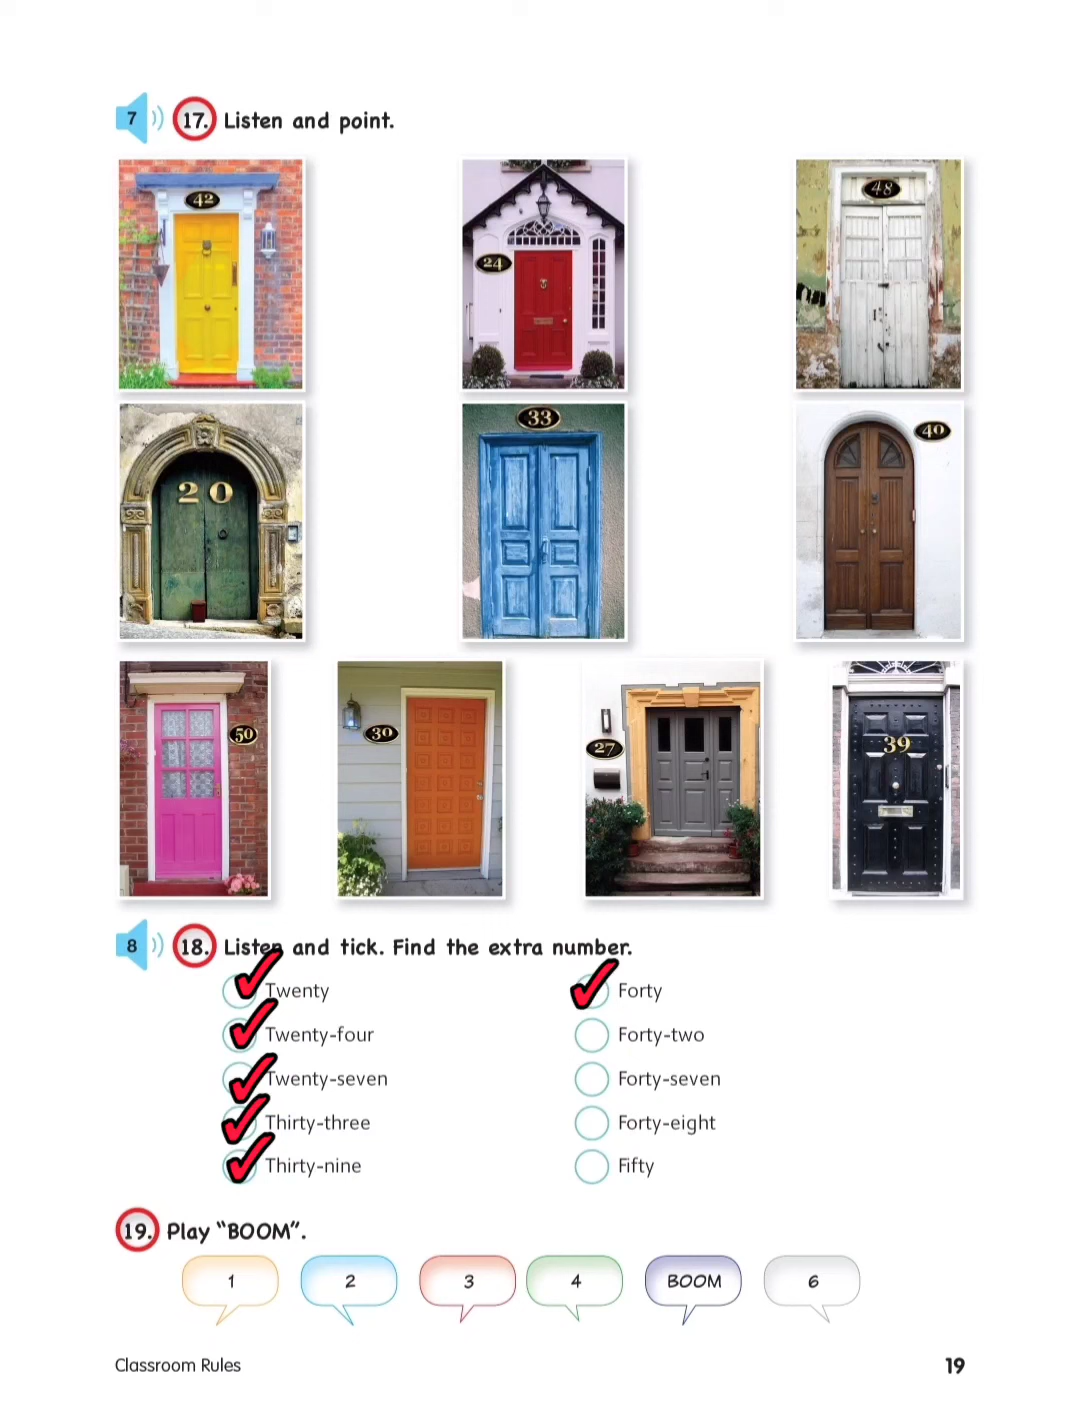 7 17. Listen and point.
42
24
48
20
33
40
50
30
27
39
8 18. Listen and tick. Find the extra number.
Twenty
Twenty-four
Twenty-seven
Thirty-three
Thirty-nine
Forty
Forty-two
Forty-seven
Forty-eight
Fifty
19. Play “BOOM”.
1 2 3 4 BOOM 6
Classroom Rules 19